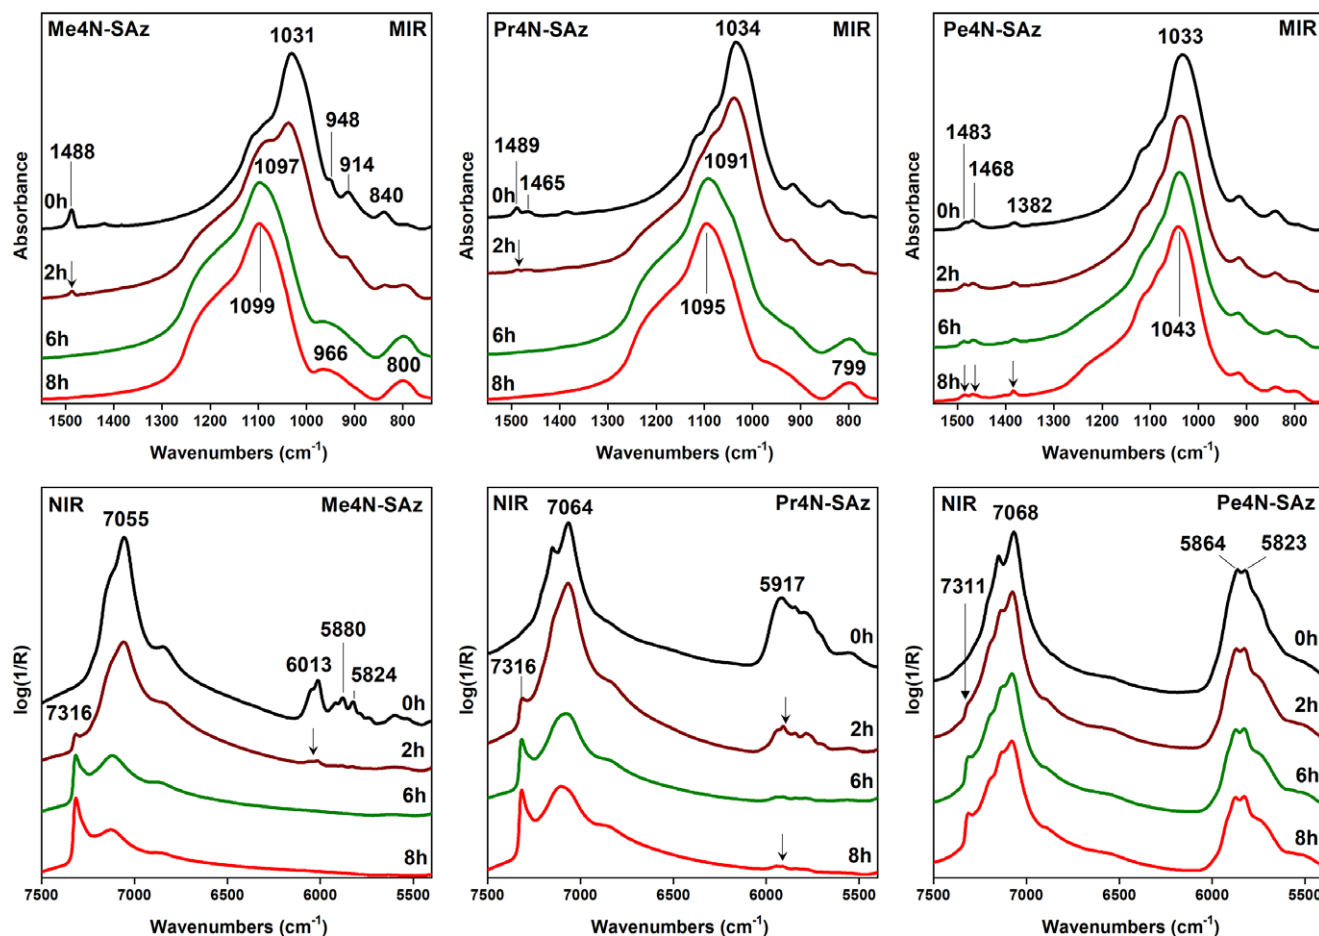 Me4N-SAz
MIR
1031
948
914
840
1488
1097
0h
2h
6h
8h
1099
966
800
Absorbance
1500 1400 1300 1200 1100 1000 900 800
Wavenumbers (cm-1)
Pr4N-SAz
MIR
1034
1489
1465
1091
0h
2h
6h
8h
1095
799
Absorbance
1500 1400 1300 1200 1100 1000 900 800
Wavenumbers (cm-1)
Pe4N-SAz
MIR
1033
1483
1468
1382
0h
2h
6h
8h
1043
Absorbance
1500 1400 1300 1200 1100 1000 900 800
Wavenumbers (cm-1)
NIR
Me4N-SAz
7055
6013
5880
5824
7316
0h
2h
6h
8h
log(1/R)
7500 7000 6500 6000 5500
Wavenumbers (cm-1)
NIR
Pr4N-SAz
7064
5917
7316
0h
2h
6h
8h
log(1/R)
7500 7000 6500 6000 5500
Wavenumbers (cm-1)
NIR
Pe4N-SAz
7068
5864
5823
7311
0h
2h
6h
8h
log(1/R)
7500 7000 6500 6000 5500
Wavenumbers (cm-1)